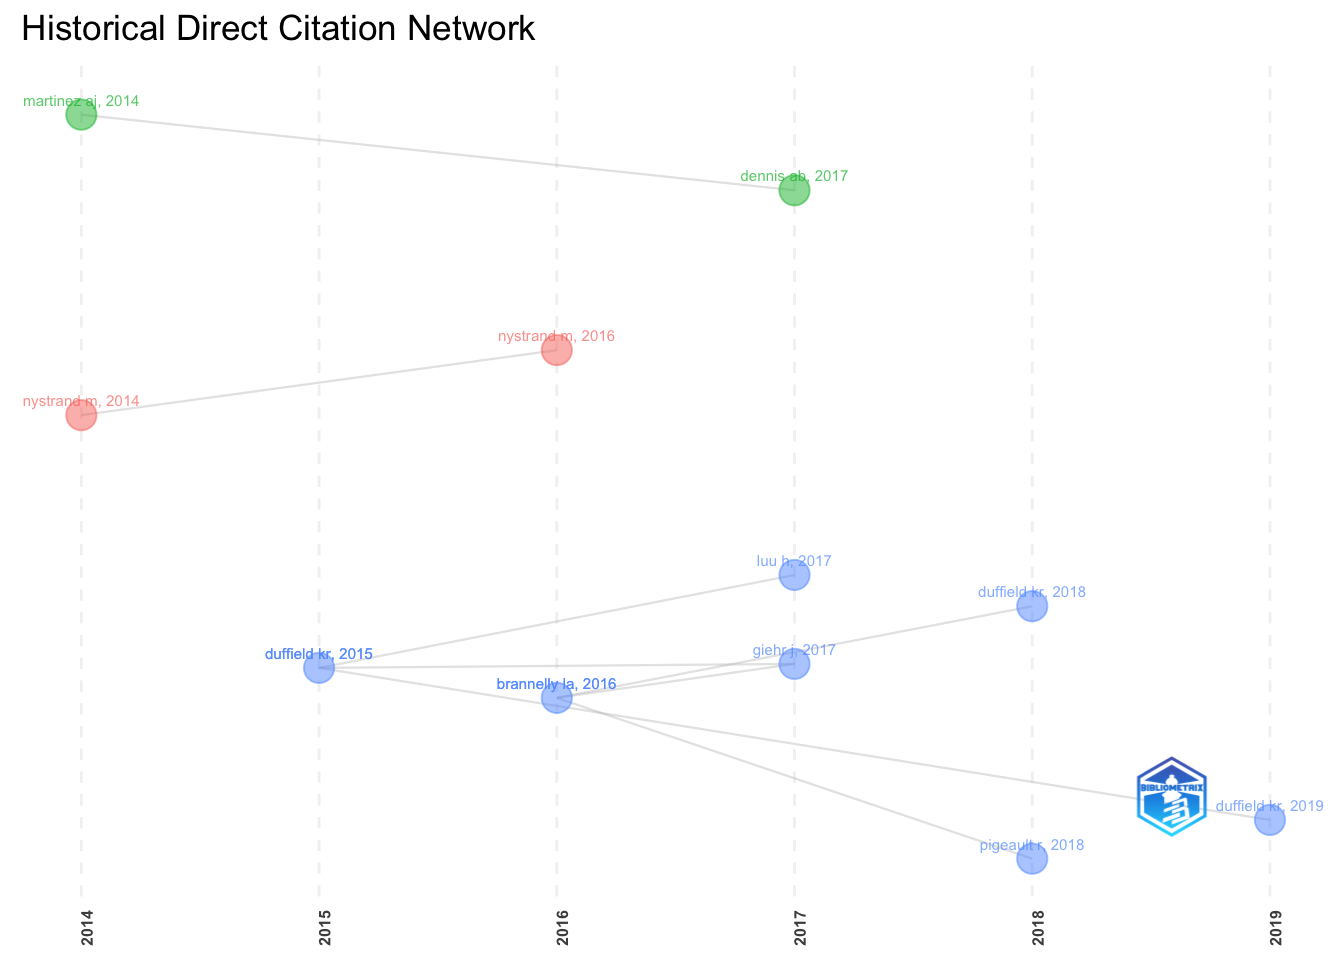 Historical Direct Citation Network
martinez aj, 2014
dennis ab, 2017
nystrand m, 2016
nystrand m, 2014
luu h, 2017
duffield kr, 2018
giehr j, 2017
duffield kr, 2015
brannelly la, 2016
BIBLIOMETRIX
duffield kr, 2019
pigeault r, 2018
2014
2015
2016
2017
2018
2019